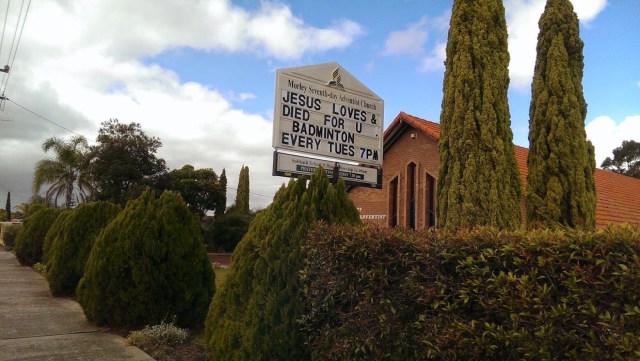 Morley Seventh-day Adventist Church
JESUS LOVES &
DIED FOR U
BADMINTON
EVERY TUES 7PM
ADVENTIST